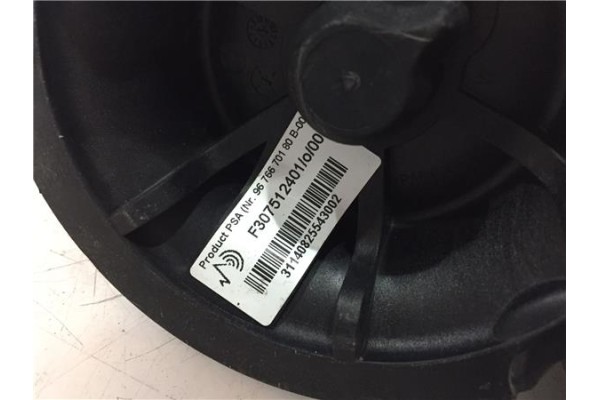 Product PSA (Nr. 96 766 701 80 B-00
F307512401/o/00
31140825543002